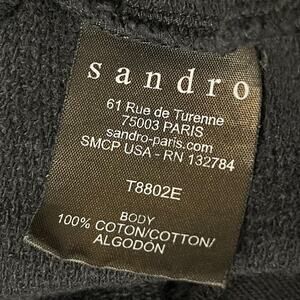 sandro
61 Rue de Turenne
75003 PARIS
sandro-paris.com
SMCP USA - RN 132784
T8802E
BODY
100% COTON/COTTON/
ALGODÓN